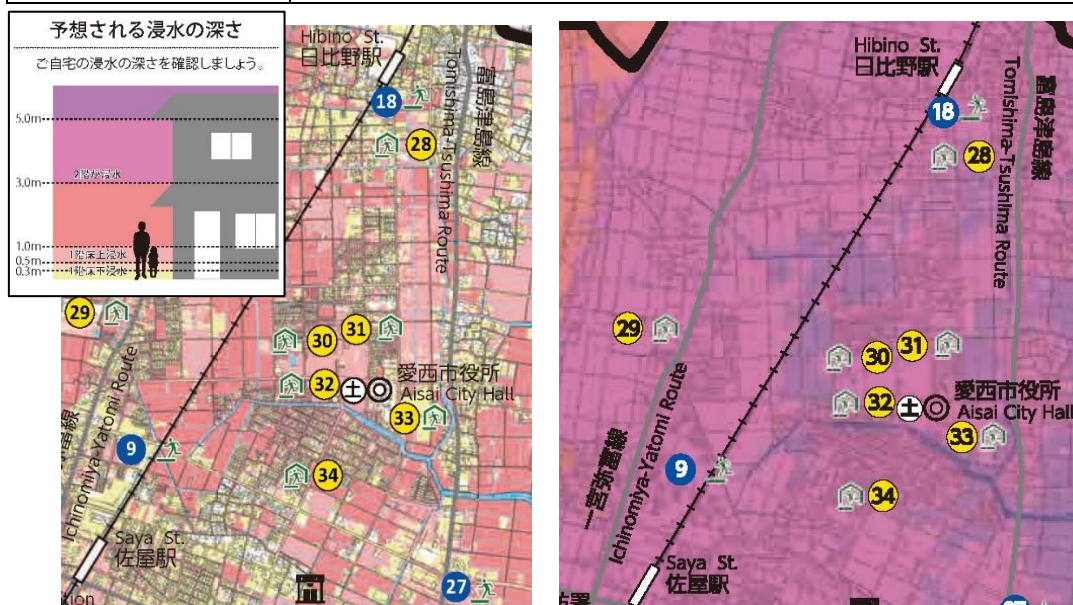 予想される浸水の深さ
ご自宅の浸水の深さを確認しましょう。
5.0m
2階が浸水
3.0m
1.0m
1階床上浸水
0.5m
1階床下浸水
0.3m
Hibino St.
日比野駅
Tomishima-Tsushima Route
富島津島線
18
28
29
30
31
32
土
愛西市役所
Aisai City Hall
33
Ichinomiya-Yatomi Route
9
34
Saya St.
佐屋駅
27
tion
Hibino St.
日比野駅
Tomishima-Tsushima Route
富島津島線
18
28
29
30
31
32
土
愛西市役所
Aisai City Hall
33
一宮弥富線
Ichinomiya-Yatomi Route
9
34
Saya St.
佐屋駅